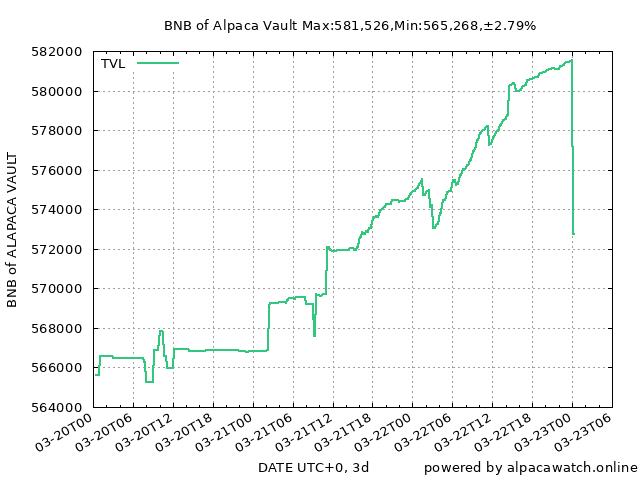 BNB of Alpaca Vault Max:581,526,Min:565,268,±2.79%
TVL
BNB of ALAPACA VAULT
582000
580000
578000
576000
574000
572000
570000
568000
566000
564000
03-20T00
03-20T06
03-20T12
03-20T18
03-21T00
03-21T06
03-21T12
03-21T18
03-22T00
03-22T06
03-22T12
03-22T18
03-23T00
03-23T06
DATE UTC+0, 3d
powered by alpacawatch.online